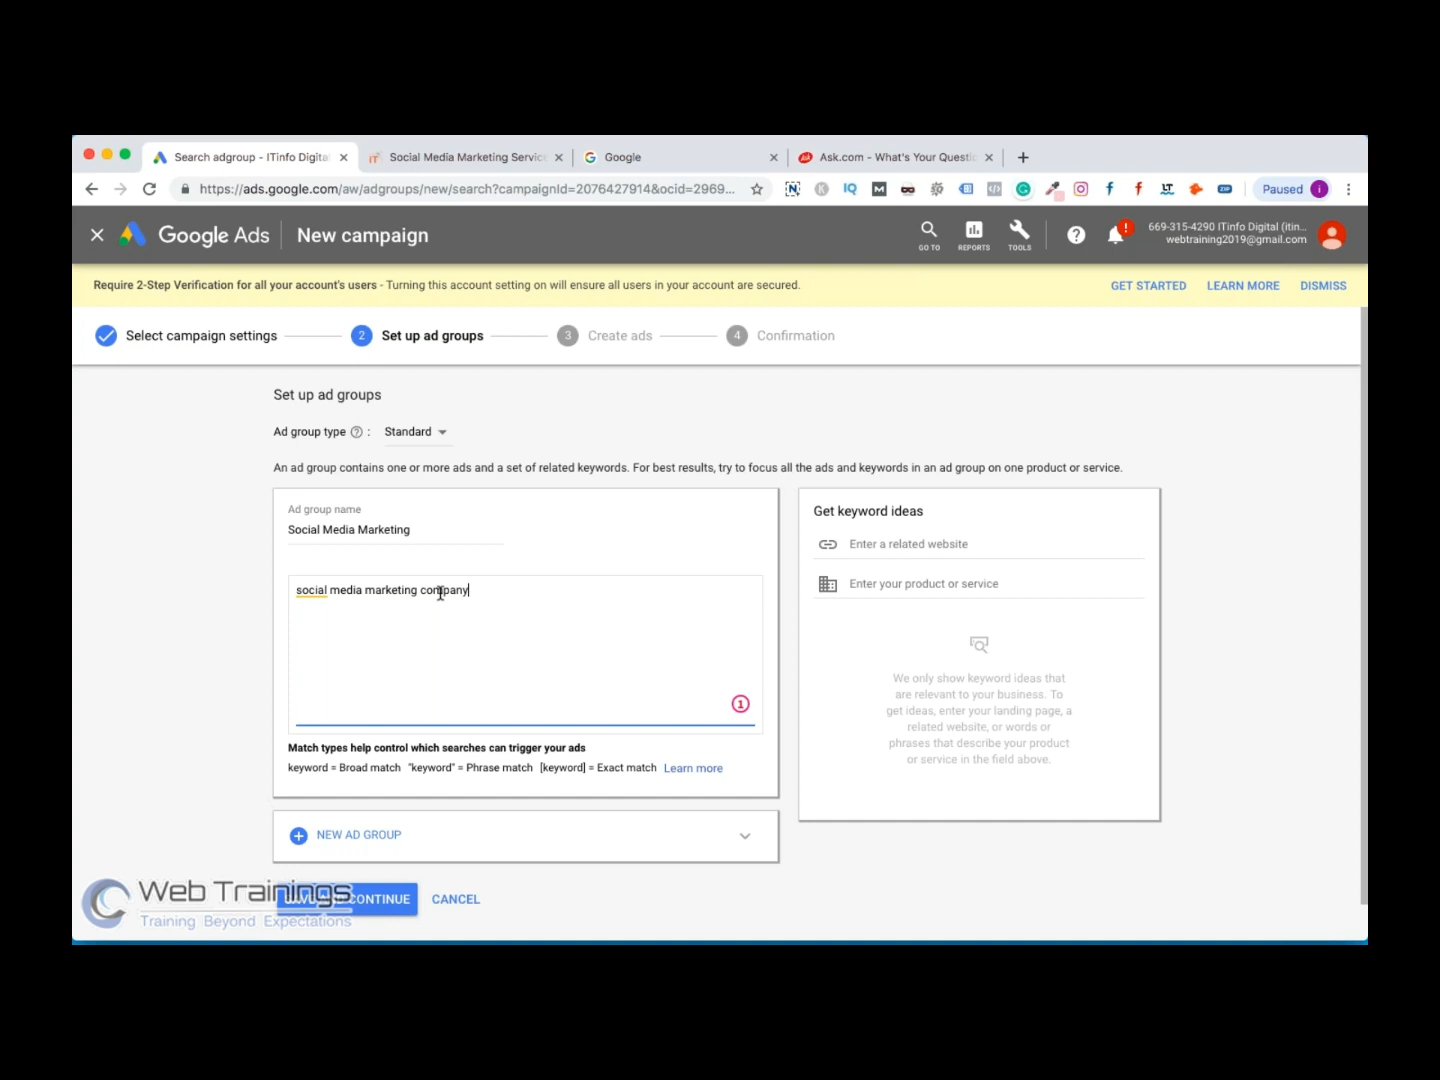 Search adgroup - ITinfo Digita
Social Media Marketing Service
Google
Ask.com - What's Your Questi
https://ads.google.com/aw/adgroups/new/search?campaignId=2076427914&ocid=2969...
IQ
Paused
i
Google Ads
New campaign
GO TO
REPORTS
TOOLS
669-315-4290 ITinfo Digital (itin...
webtraining2019@gmail.com
Require 2-Step Verification for all your account's users - Turning this account setting on will ensure all users in your account are secured.
GET STARTED
LEARN MORE
DISMISS
Select campaign settings
2 Set up ad groups
3 Create ads
4 Confirmation
Set up ad groups
Ad group type ? : Standard
An ad group contains one or more ads and a set of related keywords. For best results, try to focus all the ads and keywords in an ad group on one product or service.
Ad group name
Social Media Marketing
social media marketing company
1
Match types help control which searches can trigger your ads
keyword = Broad match "keyword" = Phrase match [keyword] = Exact match Learn more
Get keyword ideas
Enter a related website
Enter your product or service
We only show keyword ideas that
are relevant to your business. To
get ideas, enter your landing page, a
related website, or words or
phrases that describe your product
or service in the field above.
NEW AD GROUP
CONTINUE
CANCEL
Web Trainings
Training Beyond Expectations